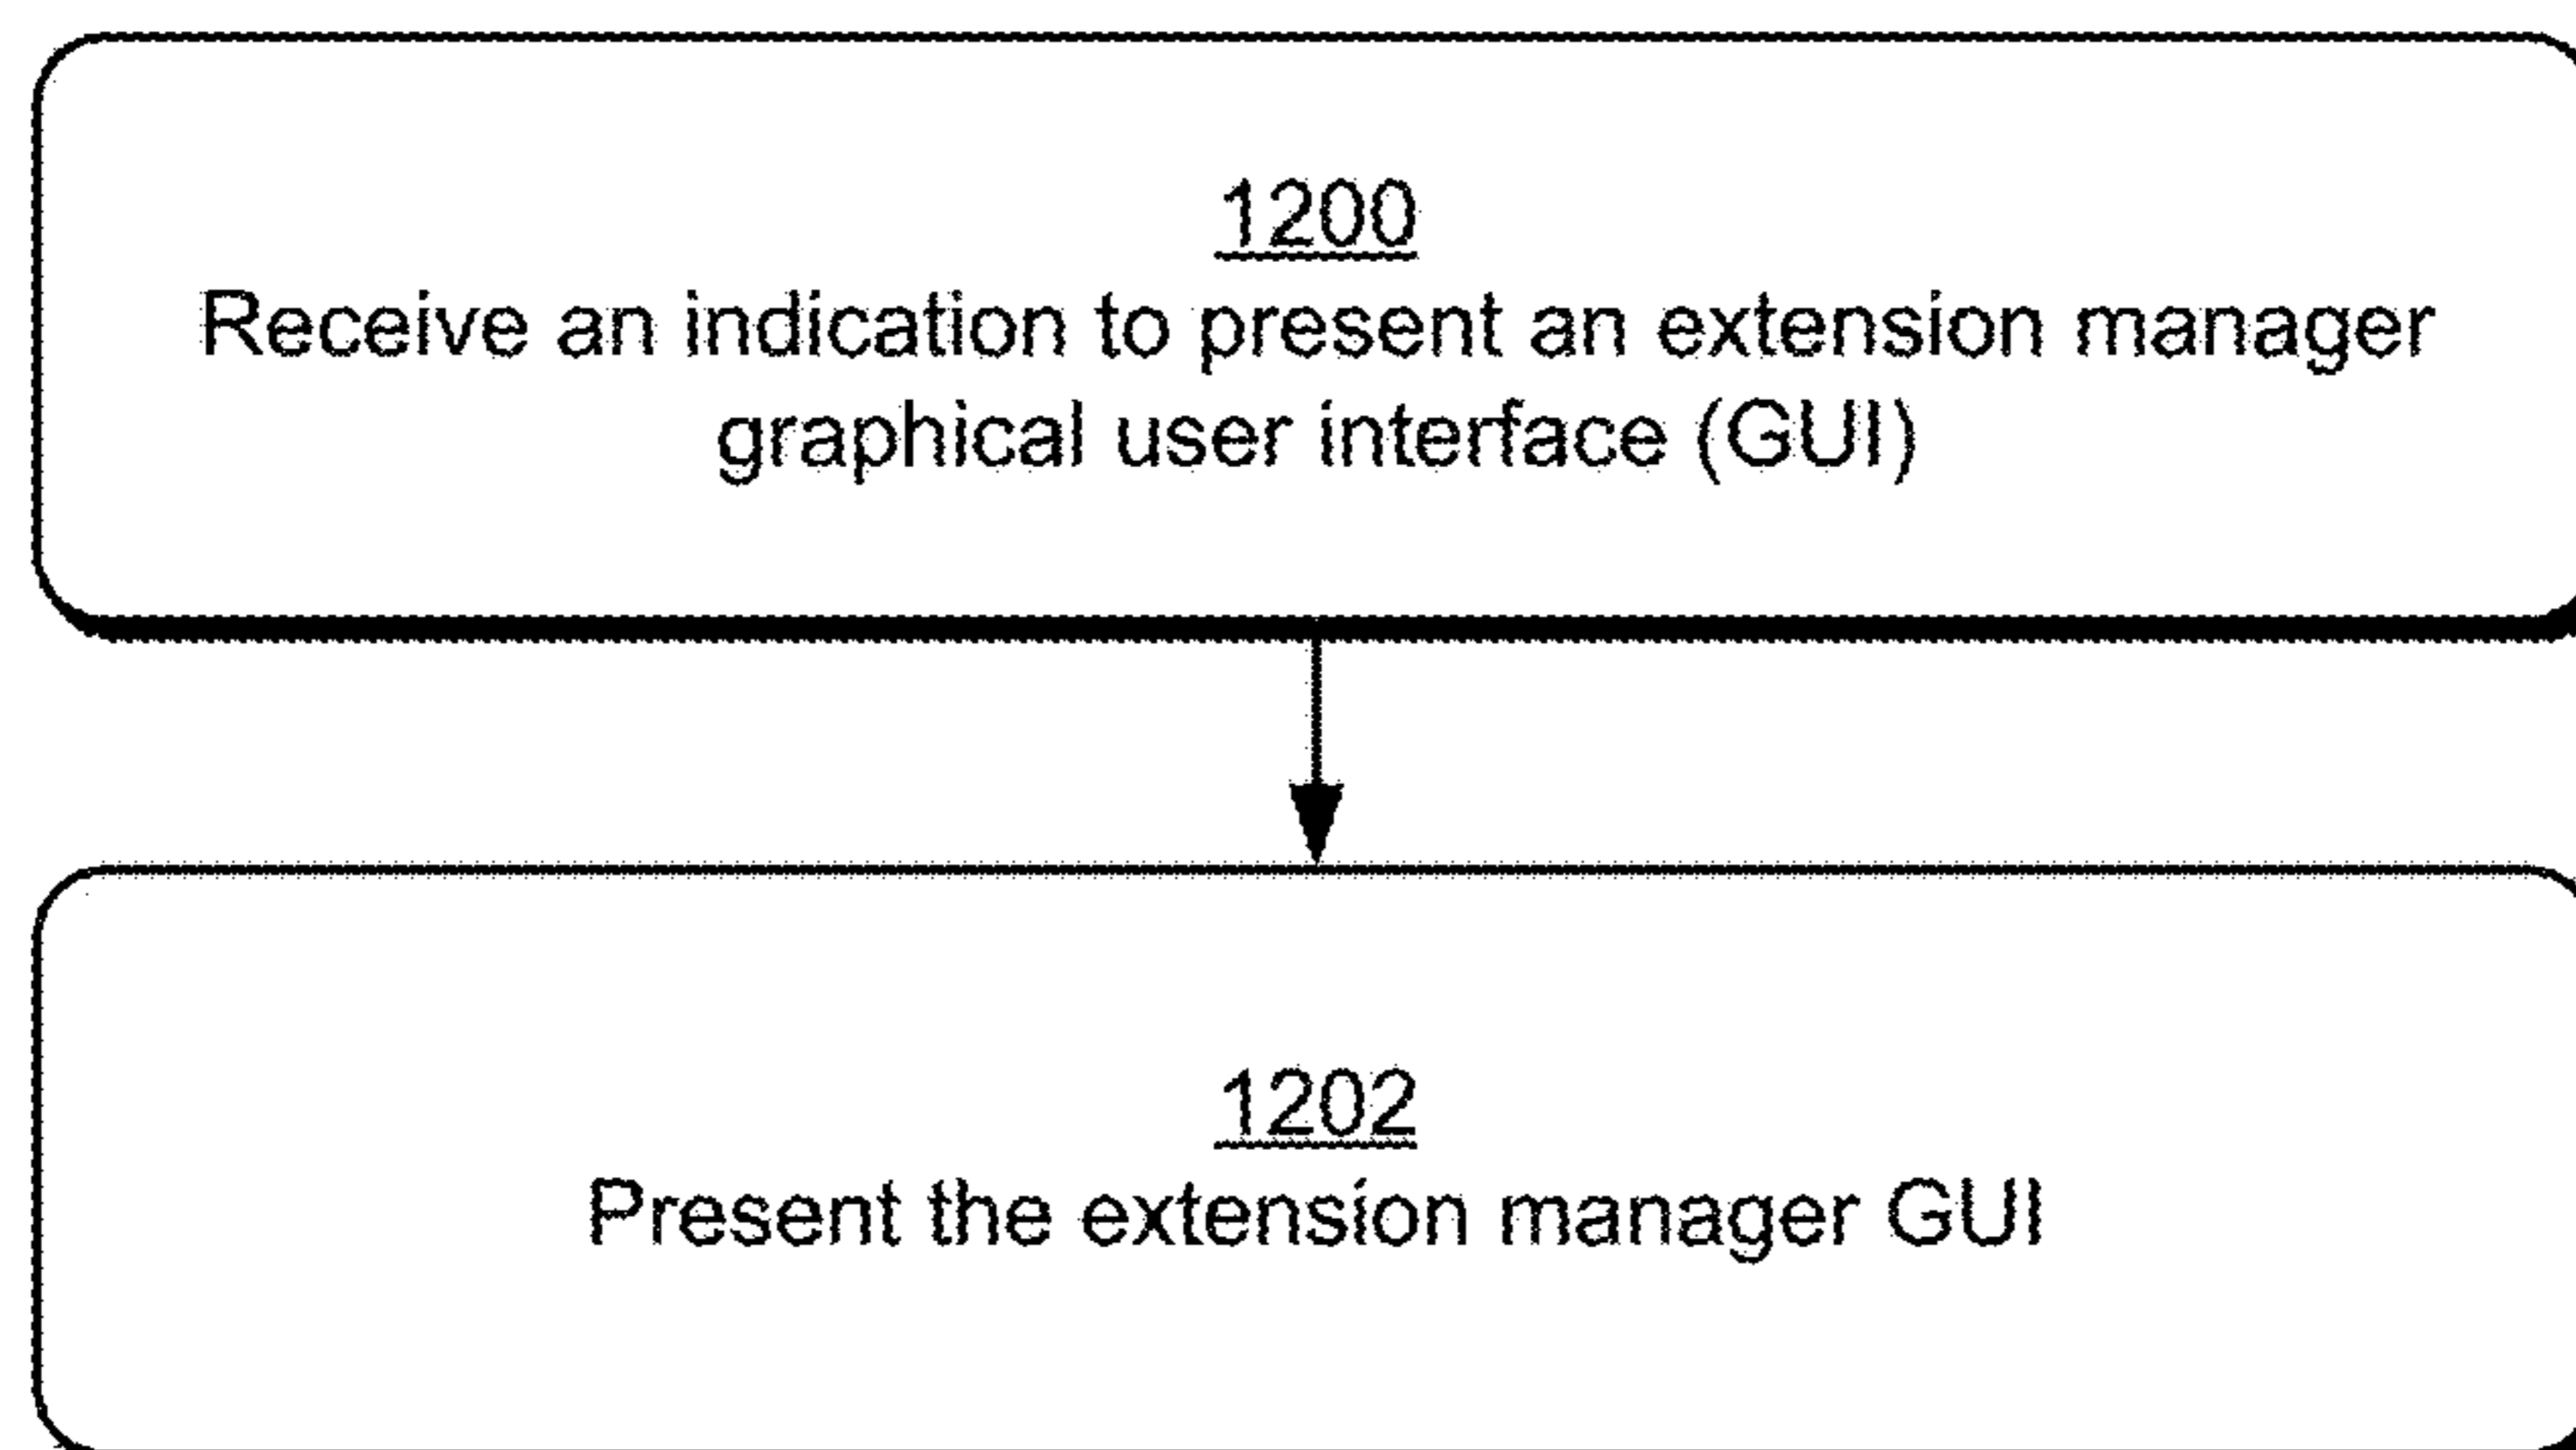 1200
Receive an indication to present an extension manager
graphical user interface (GUI)
1202
Present the extension manager GUI